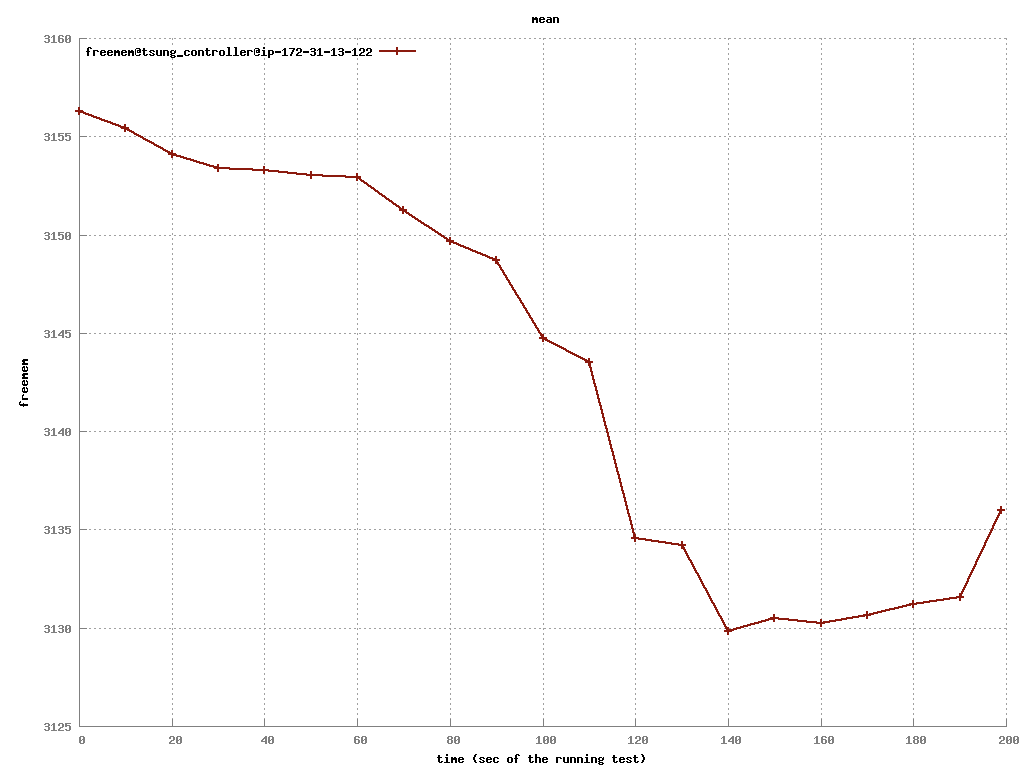 mean
3160
freemem@tsung_controller@ip-172-31-13-122
3155
3150
3145
3140
3135
3130
3125
freemem
0 20 40 60 80 100 120 140 160 180 200
time (sec of the running test)